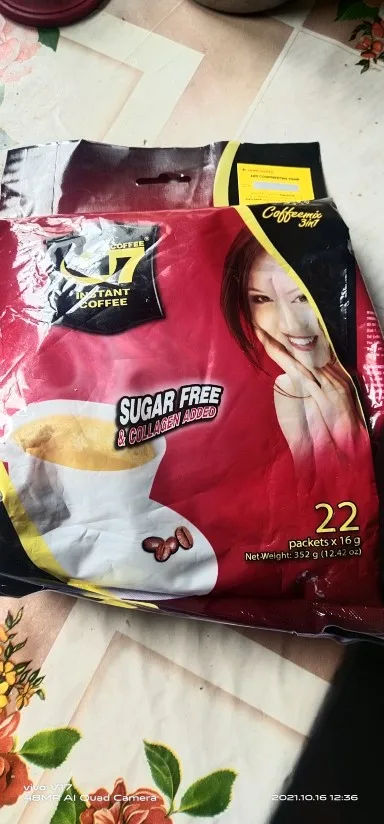 Coffeemix
3in1
COFFEE
G7
INSTANT
COFFEE
SUGAR FREE
& COLLAGEN ADDED
22
packets x 16 g
Net-Weight: 352 g (12.42 oz)
vivo V17
48MP AI Quad Camera
2021.10.16 12:36